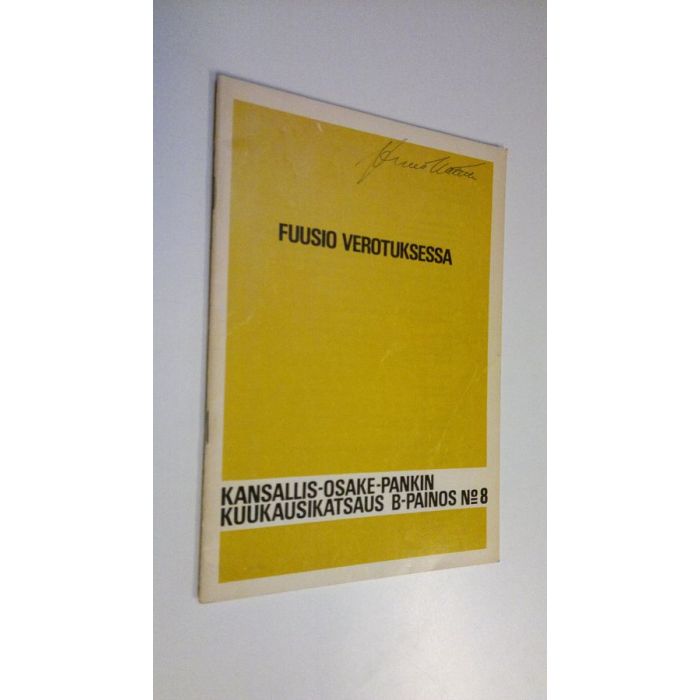 FUUSIO VEROTUKSESSA
KANSALLIS-OSAKE-PANKIN
KUUKAUSIKATSAUS B-PAINOS No 8